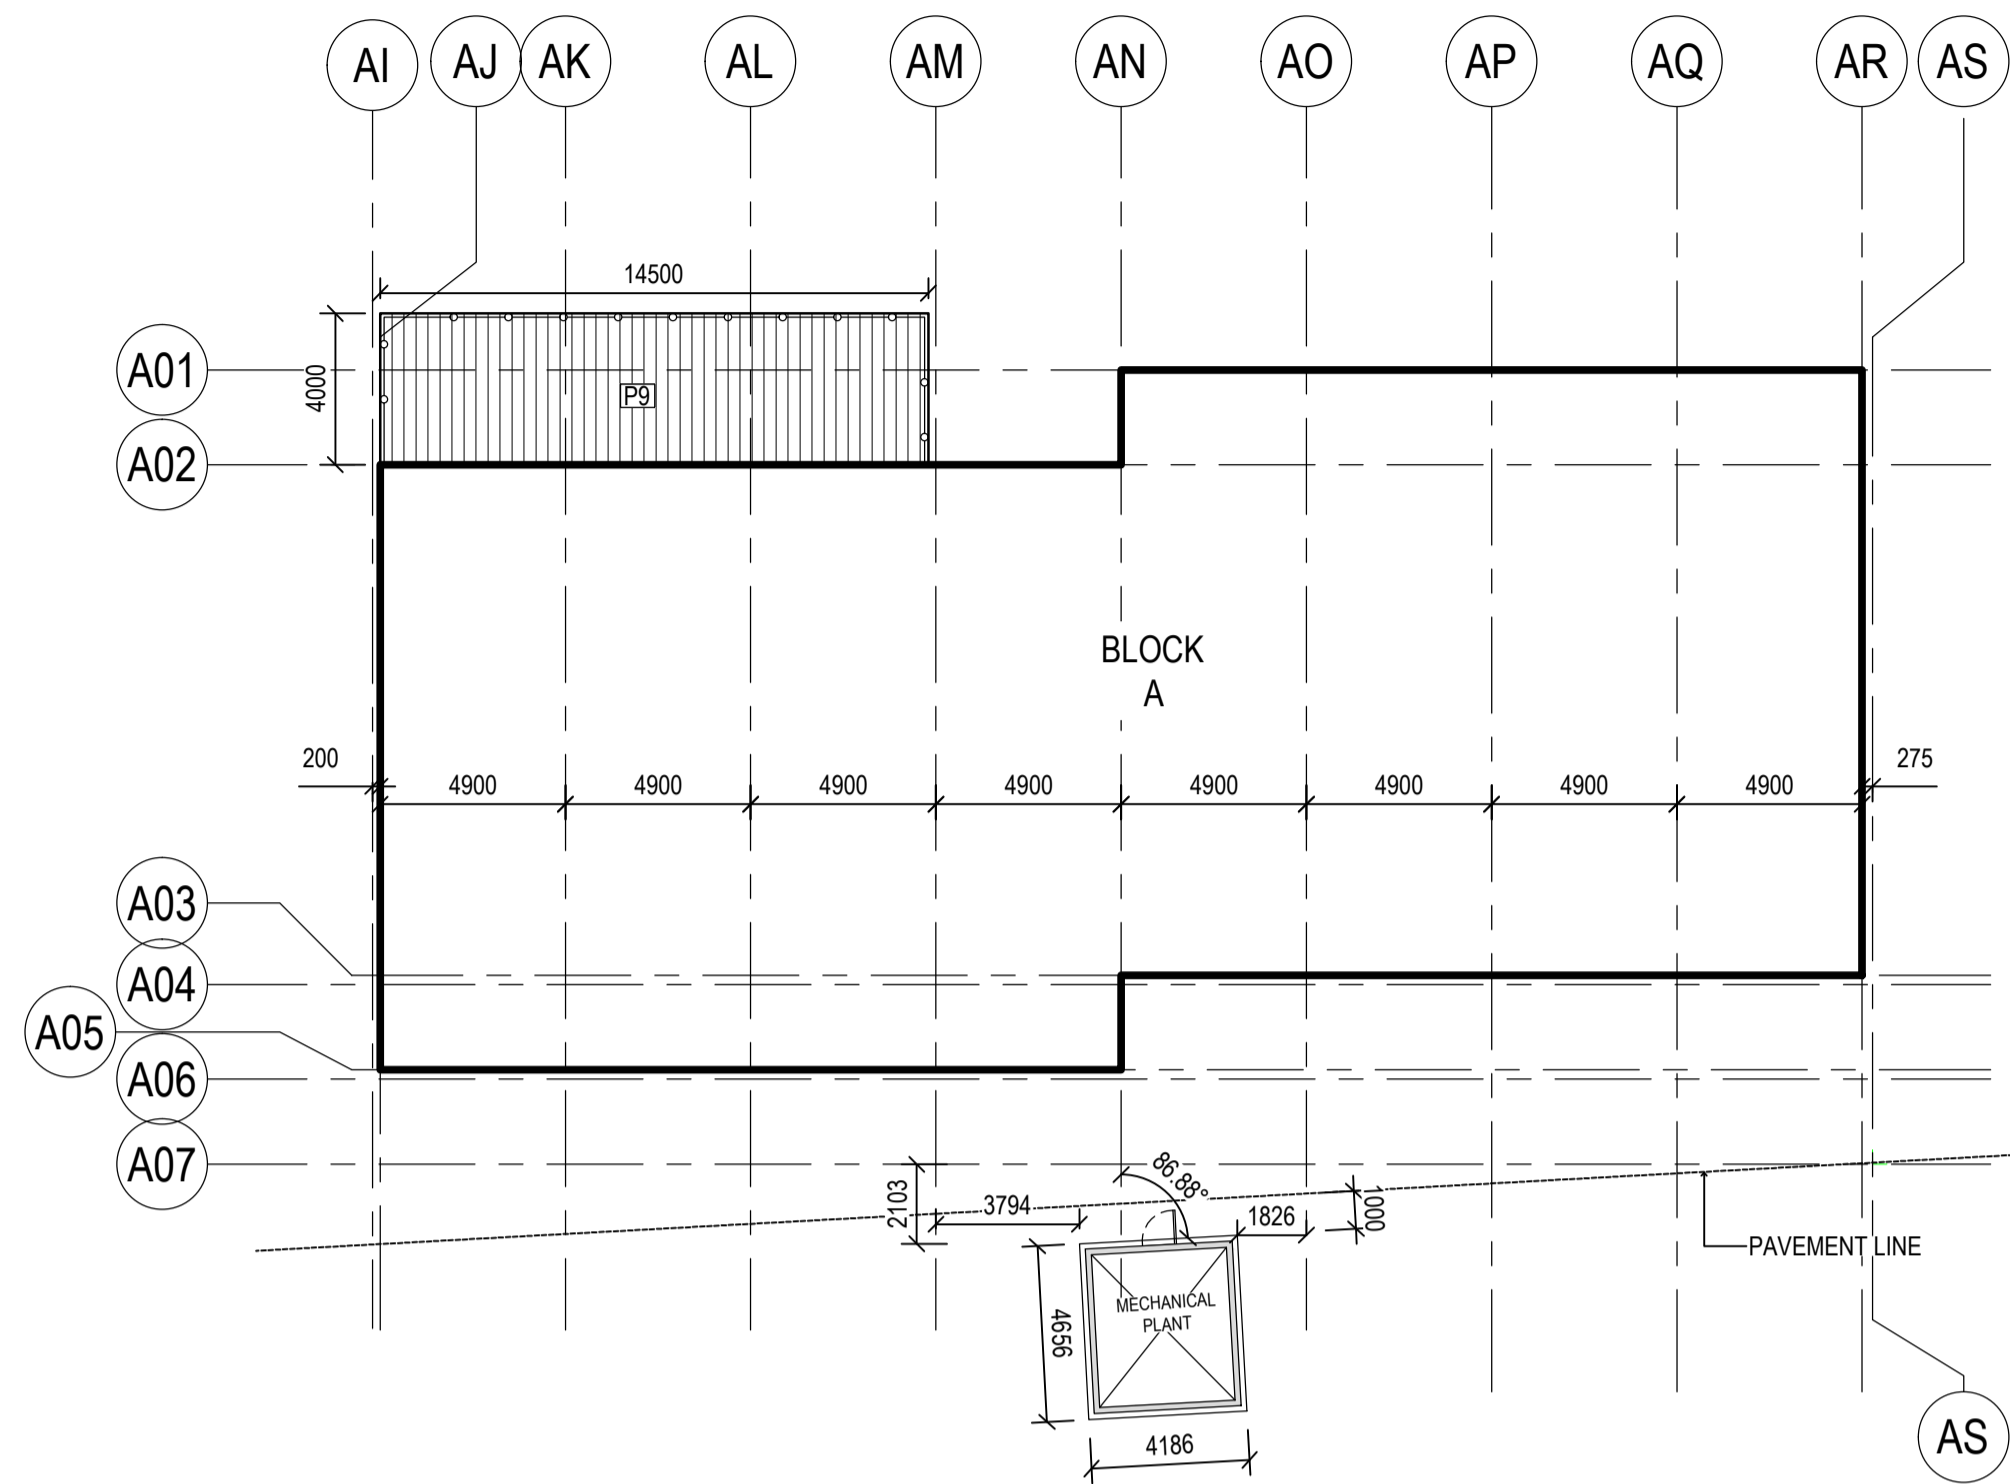 AI AJ AK AL AM AN AO AP AQ AR AS
14500
A01
4000
P9
A02
BLOCK
A
200
275
4900 4900 4900 4900 4900 4900 4900 4900
A03
A04
A05
A06
A07
86.88°
2103
3794
1826
1000
PAVEMENT LINE
MECHANICAL
PLANT
4656
4186
AS